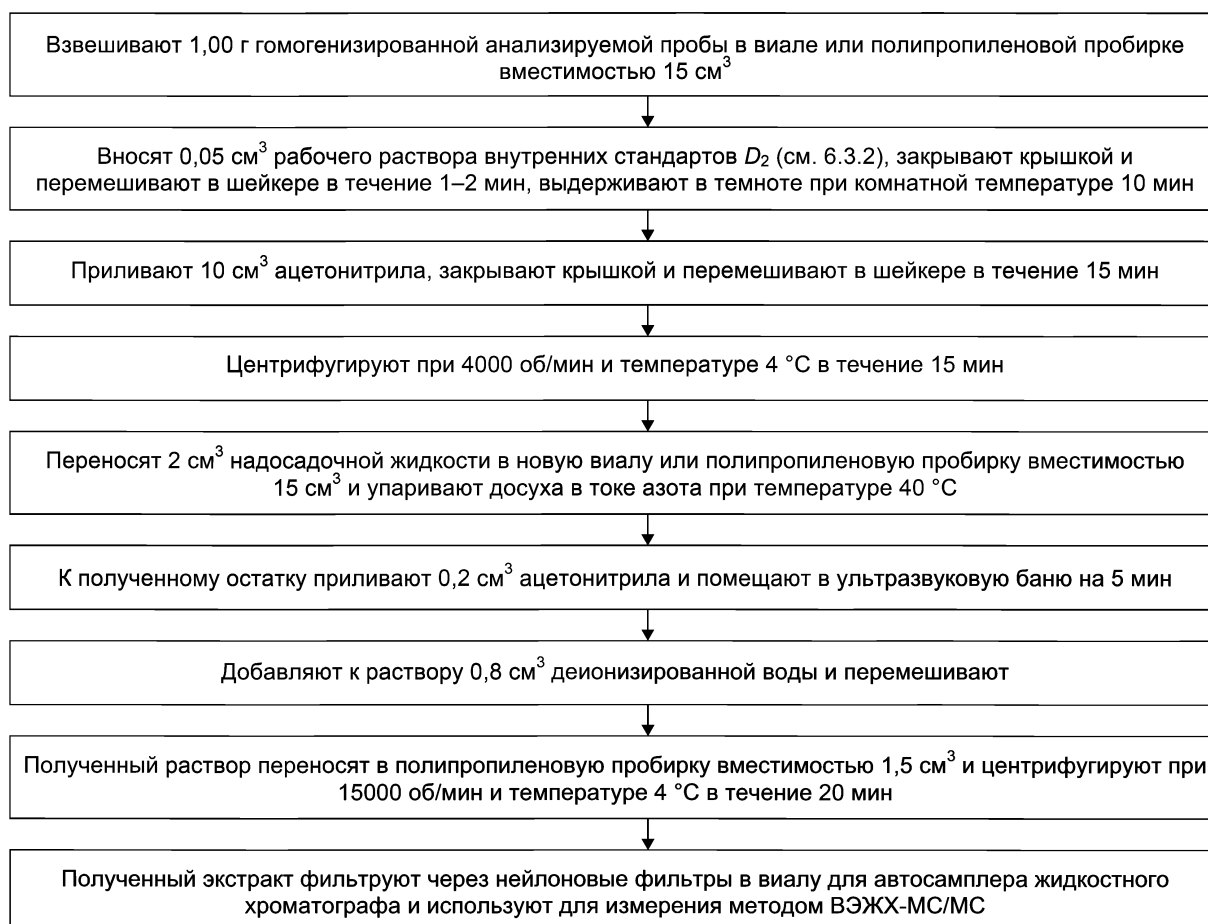 Взвешивают 1,00 г гомогенизированной анализируемой пробы в виале или полипропиленовой пробирке
вместимостью 15 см³
Вносят 0,05 см³ рабочего раствора внутренних стандартов D₂ (см. 6.3.2), закрывают крышкой и
перемешивают в шейкере в течение 1–2 мин, выдерживают в темноте при комнатной температуре 10 мин
Приливают 10 см³ ацетонитрила, закрывают крышкой и перемешивают в шейкере в течение 15 мин
Центрифугируют при 4000 об/мин и температуре 4 °С в течение 15 мин
Переносят 2 см³ надосадочной жидкости в новую виалу или полипропиленовую пробирку вместимостью
15 см³ и упаривают досуха в токе азота при температуре 40 °С
К полученному остатку приливают 0,2 см³ ацетонитрила и помещают в ультразвуковую баню на 5 мин
Добавляют к раствору 0,8 см³ деионизированной воды и перемешивают
Полученный раствор переносят в полипропиленовую пробирку вместимостью 1,5 см³ и центрифугируют при
15000 об/мин и температуре 4 °С в течение 20 мин
Полученный экстракт фильтруют через нейлоновые фильтры в виалу для автосамплера жидкостного
хроматографа и используют для измерения методом ВЭЖХ-МС/МС